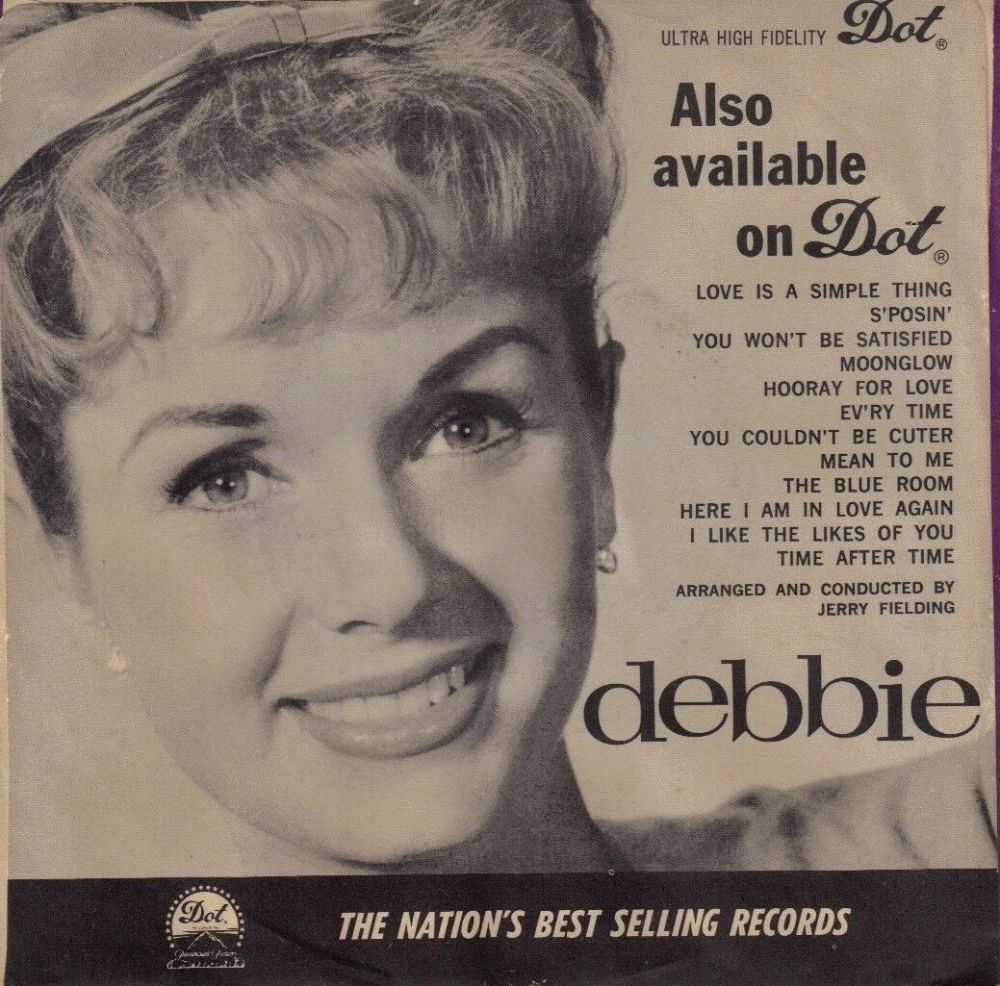 ULTRA HIGH FIDELITY Dot®
Also
available
on Dot®
LOVE IS A SIMPLE THING
S'POSIN'
YOU WON'T BE SATISFIED
MOONGLOW
HOORAY FOR LOVE
EV'RY TIME
YOU COULDN'T BE CUTER
MEAN TO ME
THE BLUE ROOM
HERE I AM IN LOVE AGAIN
I LIKE THE LIKES OF YOU
TIME AFTER TIME
ARRANGED AND CONDUCTED BY
JERRY FIELDING
debbie
Dot
THE NATION'S BEST SELLING RECORDS